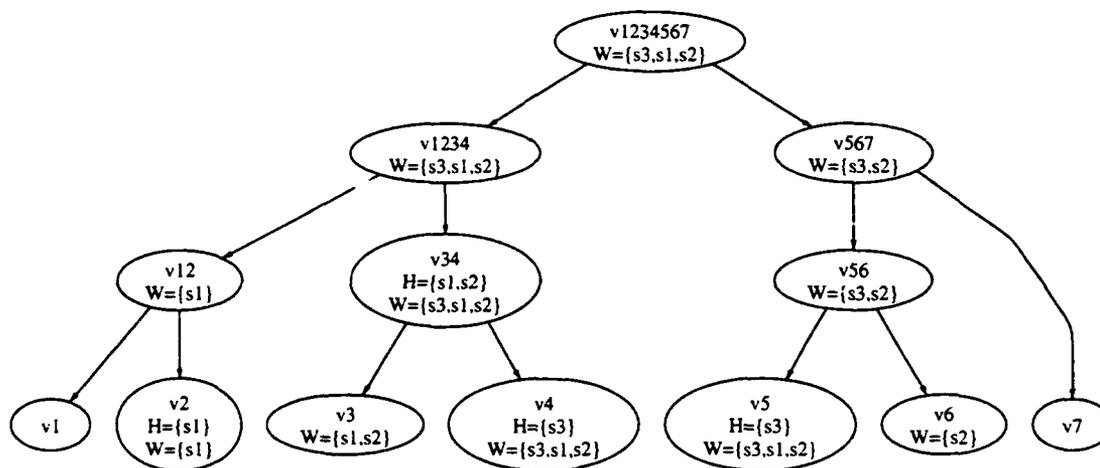 v1234567
W={s3,s1,s2}
v1234
W={s3,s1,s2}
v567
W={s3,s2}
v12
W={s1}
v34
H={s1,s2}
W={s3,s1,s2}
v56
W={s3,s2}
v1
v2
H={s1}
W={s1}
v3
W={s1,s2}
v4
H={s3}
W={s3,s1,s2}
v5
H={s3}
W={s3,s1,s2}
v6
W={s2}
v7